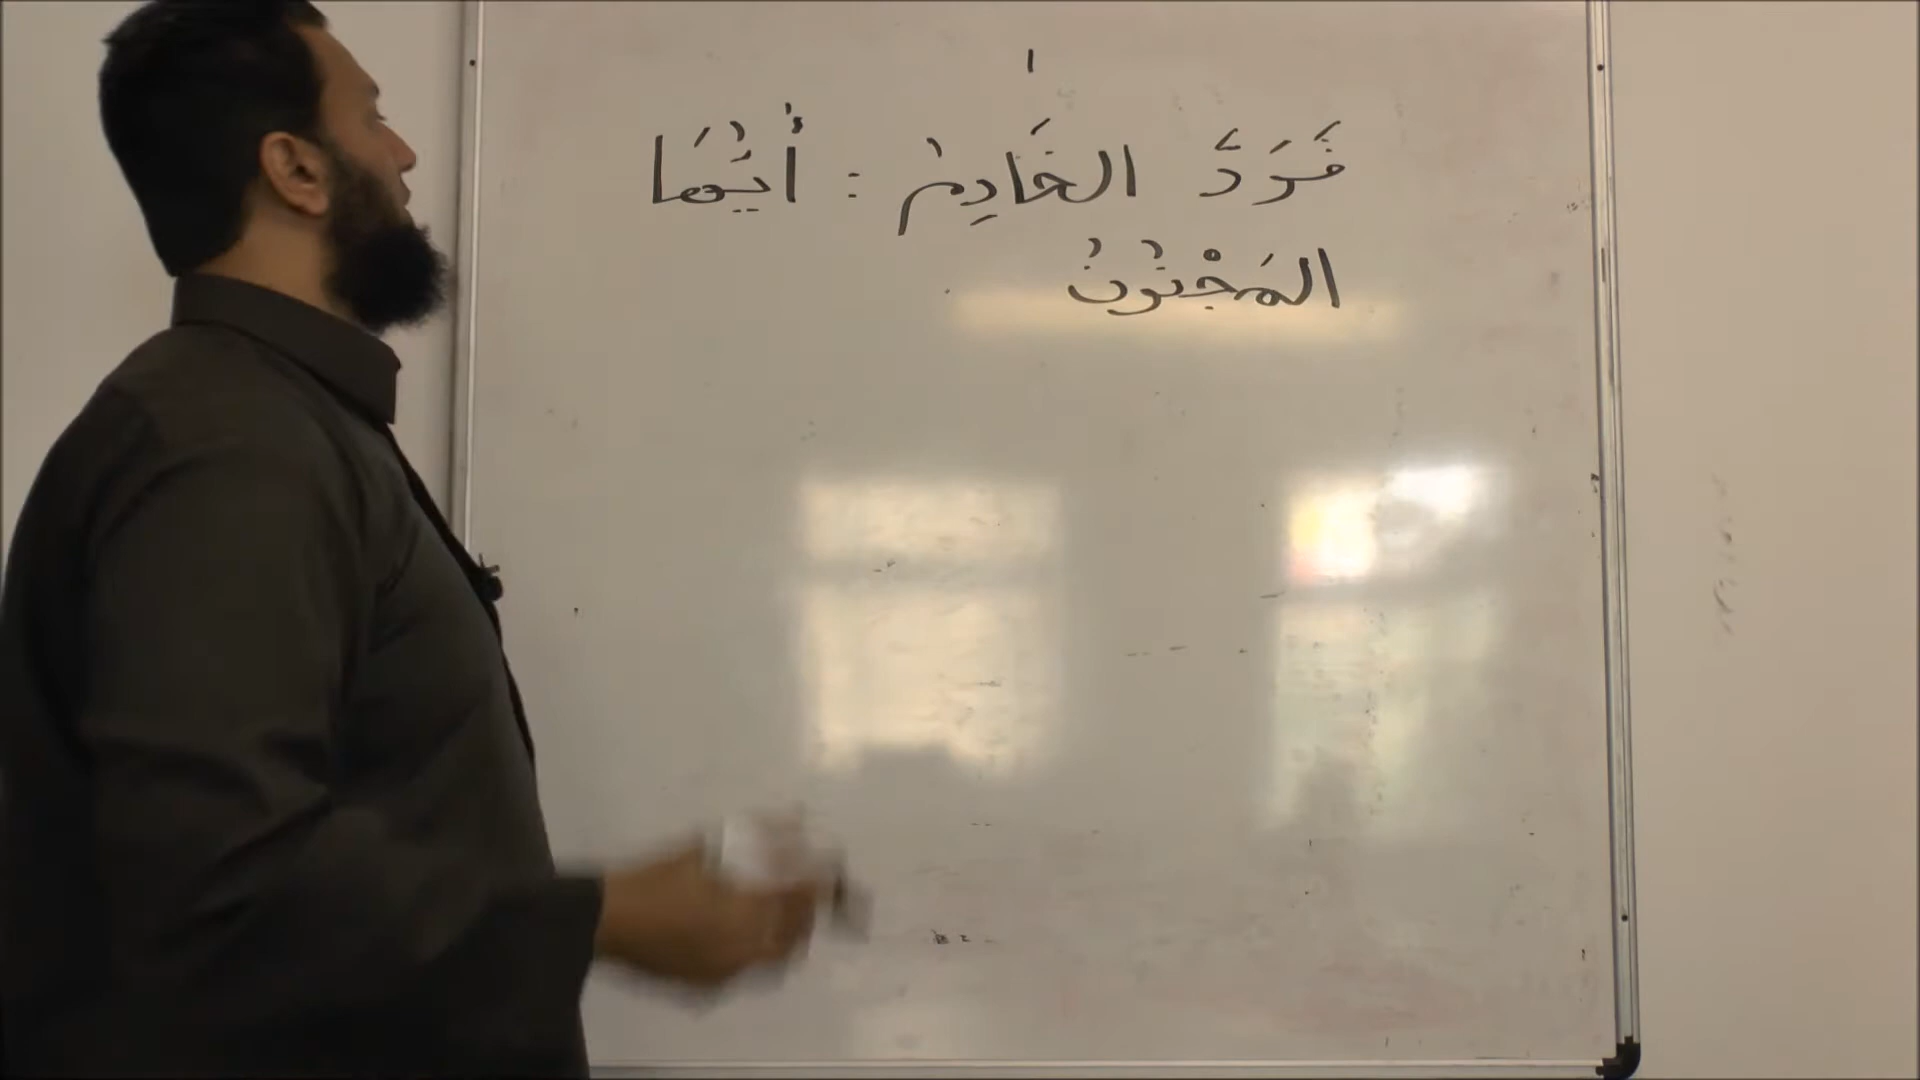 فَرَدَّ الخَادِمُ : أَيُّهَا
المَجْنُونُ